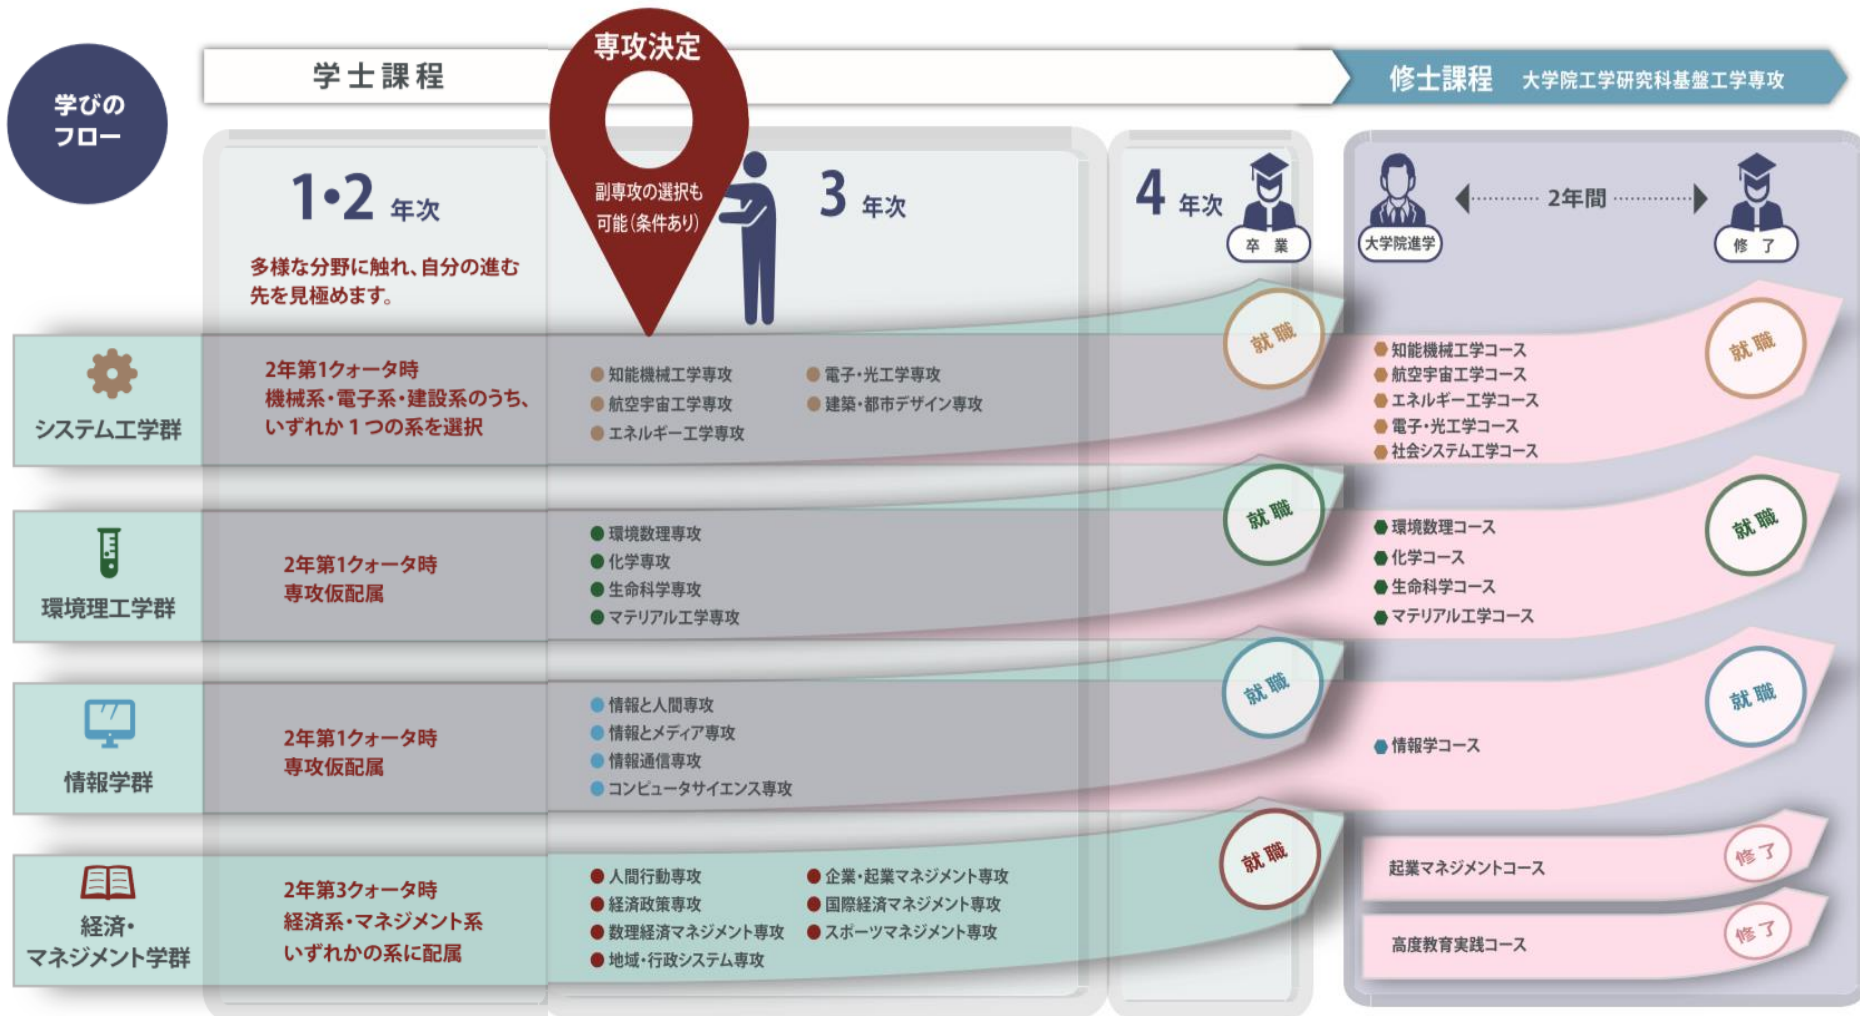 学びの
フロー
学士課程
専攻決定
副専攻の選択も
可能(条件あり)
修士課程 大学院工学研究科基盤工学専攻
1・2 年次
多様な分野に触れ、自分の進む
先を見極めます。
3 年次
4 年次
卒 業
大学院進学
2年間
修 了
システム工学群
2年第1クォータ時
機械系・電子系・建設系のうち、
いずれか1つの系を選択
知能機械工学専攻
航空宇宙工学専攻
エネルギー工学専攻
電子・光工学専攻
建築・都市デザイン専攻
就職
知能機械工学コース
航空宇宙工学コース
エネルギー工学コース
電子・光工学コース
社会システム工学コース
就職
環境理工学群
2年第1クォータ時
専攻仮配属
環境数理専攻
化学専攻
生命科学専攻
マテリアル工学専攻
就職
環境数理コース
化学コース
生命科学コース
マテリアル工学コース
就職
情報学群
2年第1クォータ時
専攻仮配属
情報と人間専攻
情報とメディア専攻
情報通信専攻
コンピュータサイエンス専攻
就職
情報学コース
就職
経済・
マネジメント学群
2年第3クォータ時
経済系・マネジメント系
いずれかの系に配属
人間行動専攻
経済政策専攻
数理経済マネジメント専攻
地域・行政システム専攻
企業・起業マネジメント専攻
国際経済マネジメント専攻
スポーツマネジメント専攻
就職
起業マネジメントコース
修了
高度教育実践コース
修了